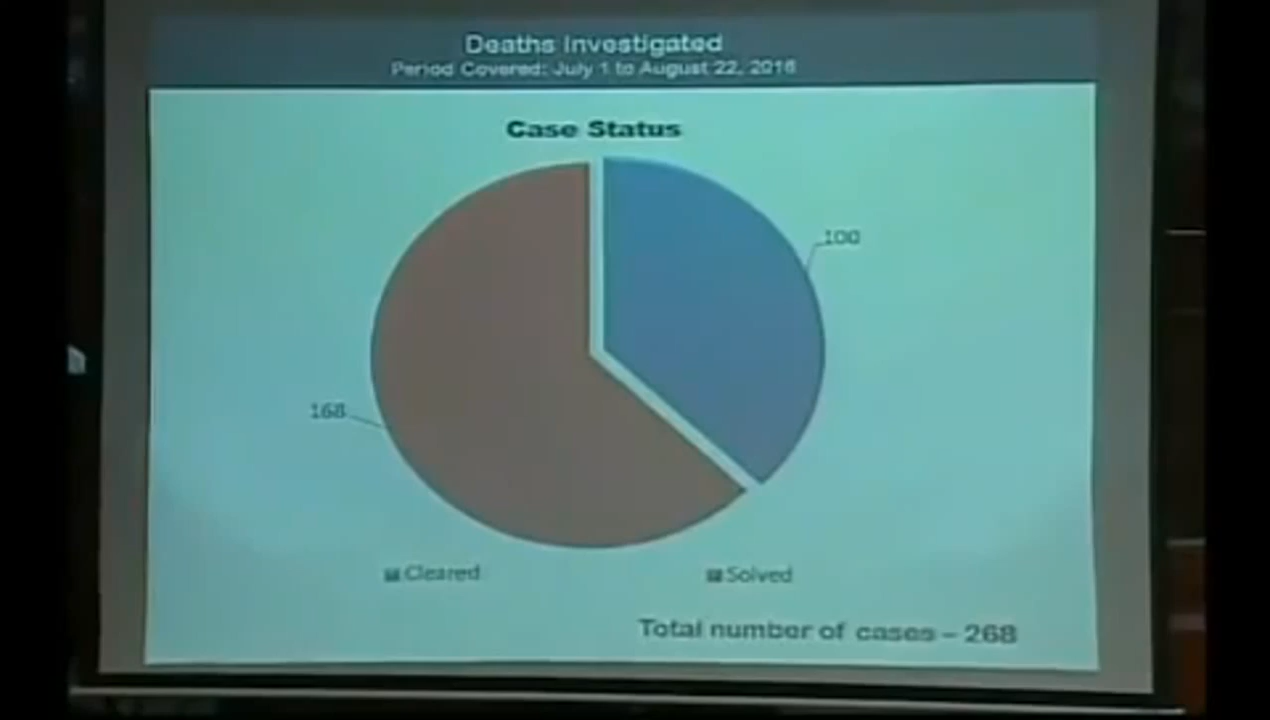 Deaths Investigated
Period Covered: July 1 to August 22, 2016
Case Status
100
168
Cleared
Solved
Total number of cases – 268